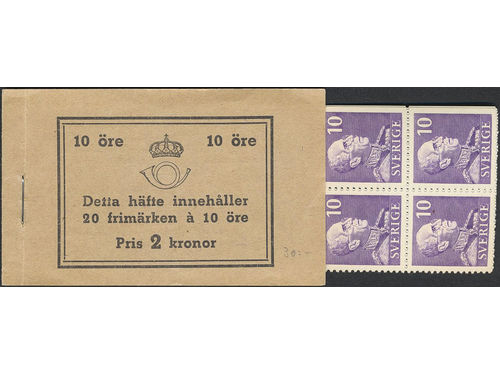 10 öre 10 öre
Detta häfte innehåller
20 frimärken à 10 öre
Pris 2 kronor
30:-
10 SVERIGE
10 SVERIGE
10 SVERIGE
10 SVERIGE